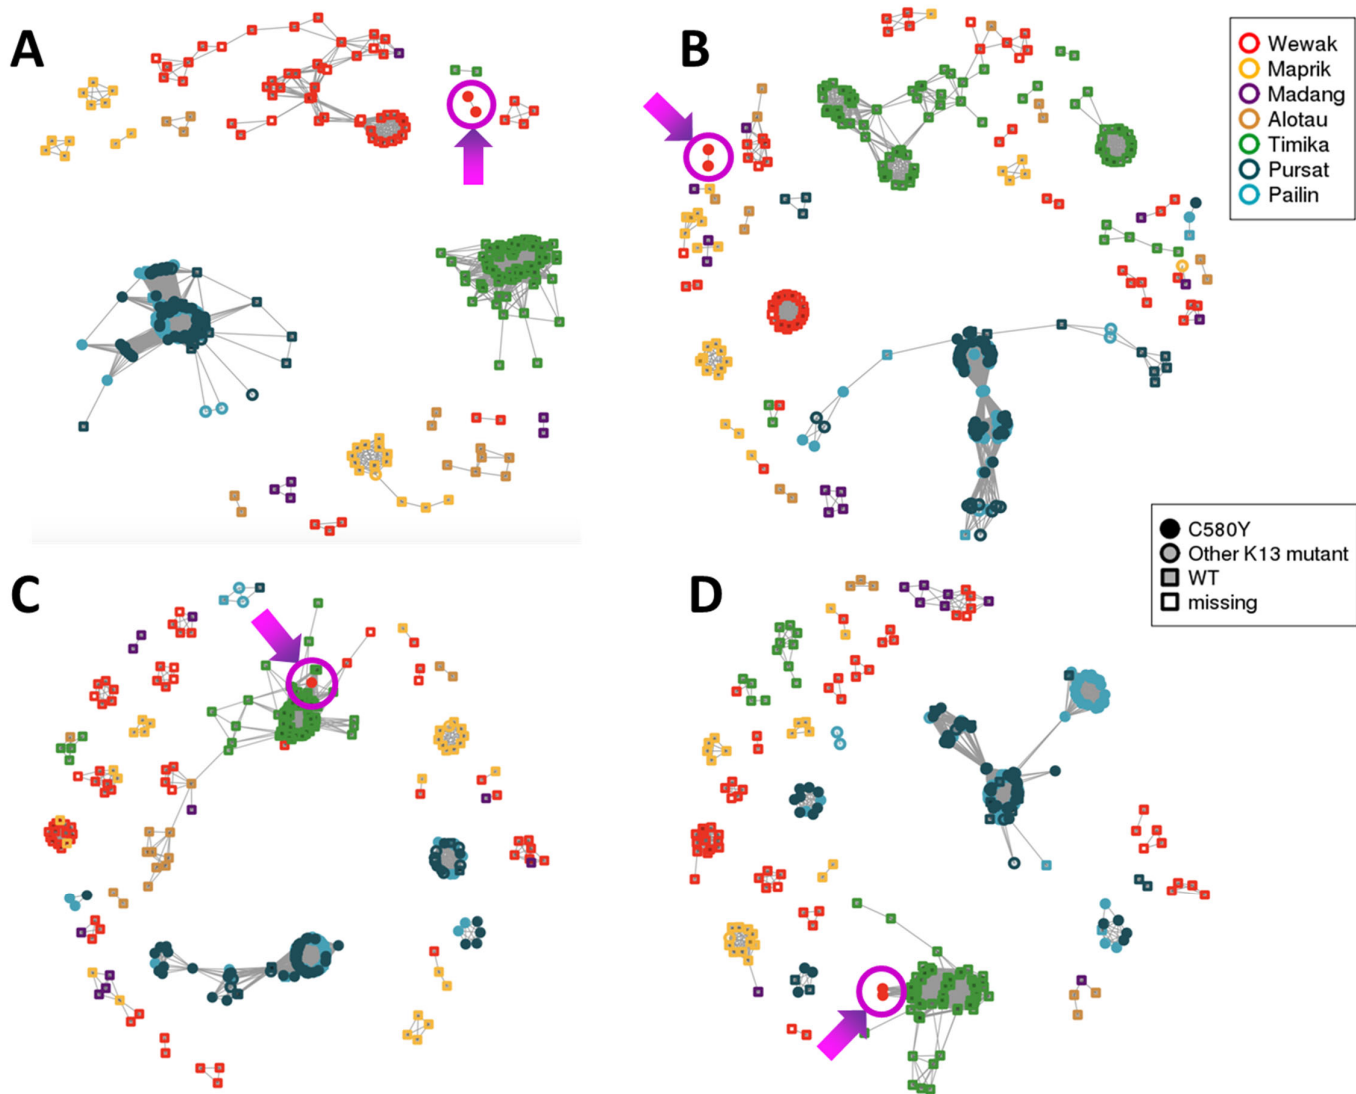 A
B
Wewak
Maprik
Madang
Alotau
Timika
Pursat
Pailin
C580Y
Other K13 mutant
WT
missing
C
D